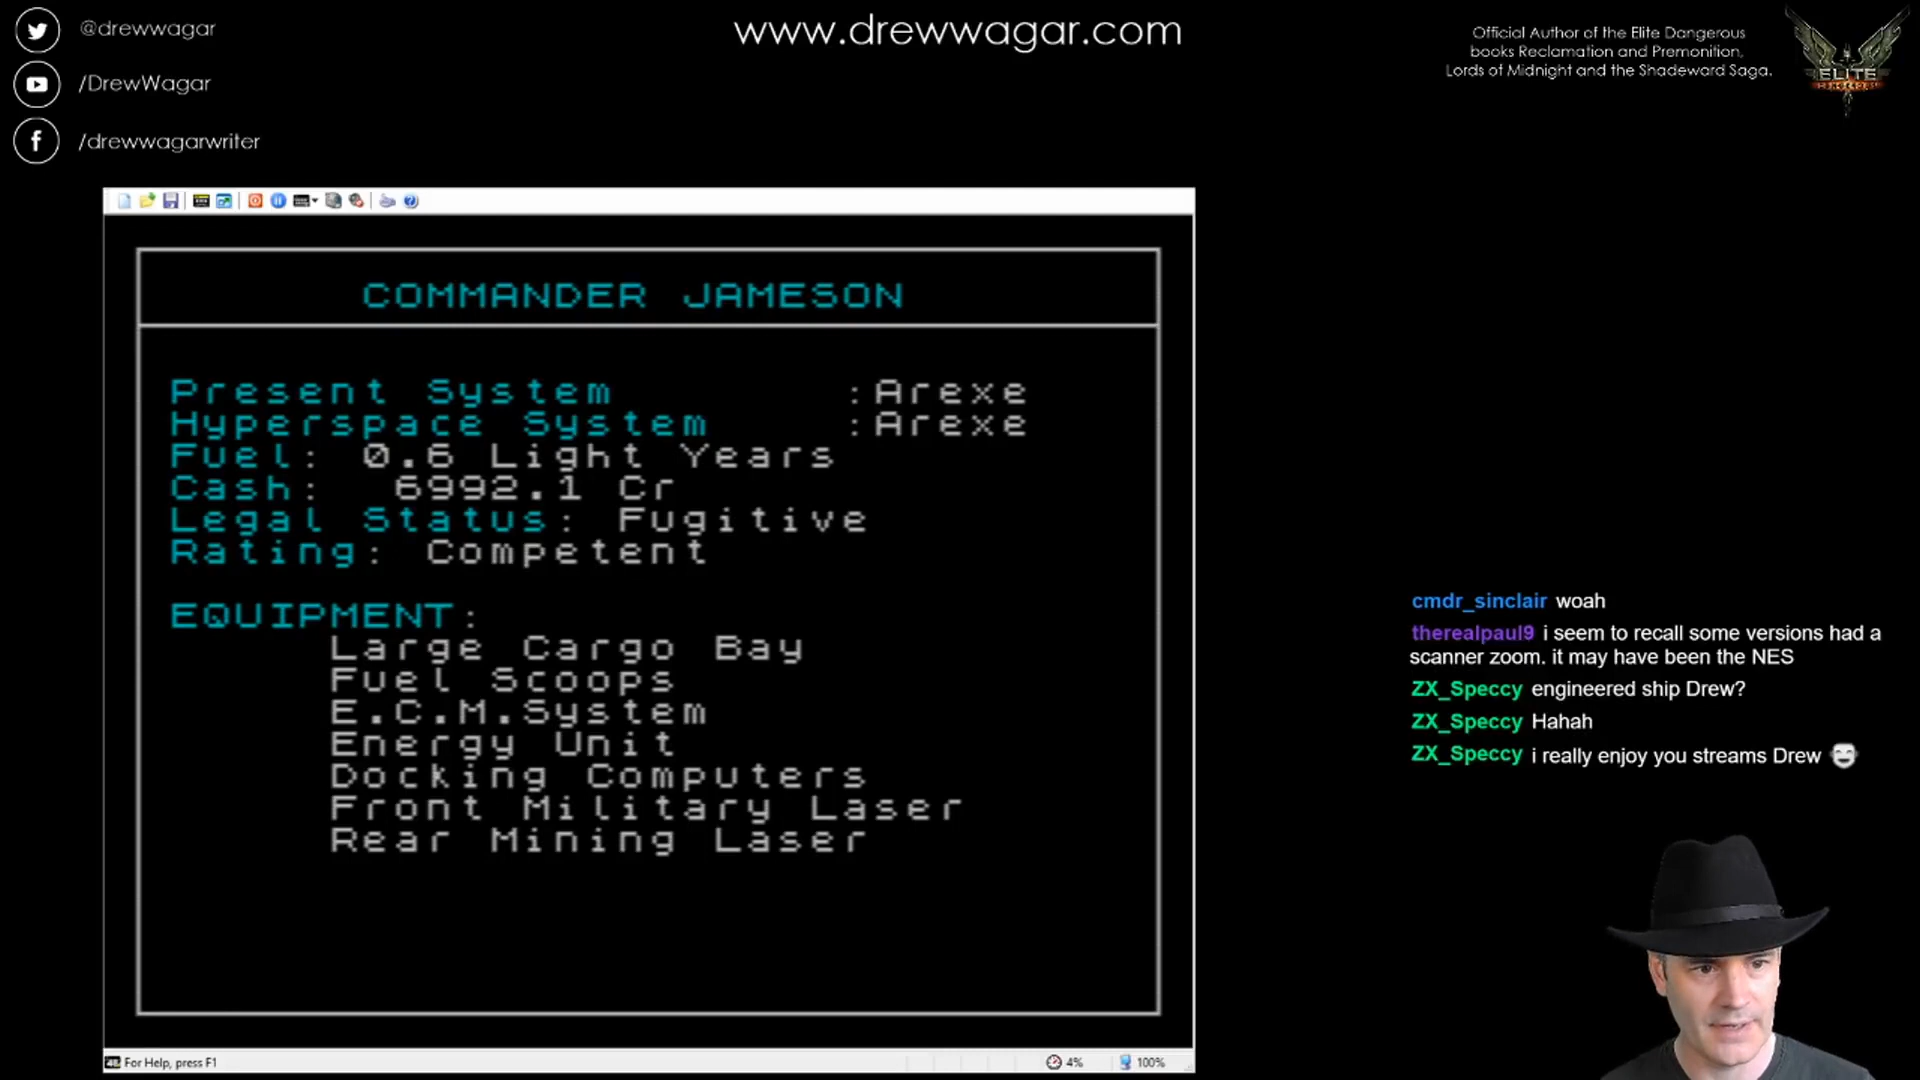 @drewwagar
/DrewWagar
/drewwagarwriter
www.drewwagar.com
Official Author of the Elite Dangerous
books Reclamation and Premonition,
Lords of Midnight and the Shadeward Saga.
ELITE
COMMANDER JAMESON
Present System :Arexe
Hyperspace System :Arexe
Fuel: 0.6 Light Years
Cash: 6992.1 Cr
Legal Status: Fugitive
Rating: Competent
EQUIPMENT:
Large Cargo Bay
Fuel Scoops
E.C.M.System
Energy Unit
Docking Computers
Front Military Laser
Rear Mining Laser
For Help, press F1
4%
100%
cmdr_sinclair woah
therealpaul9 i seem to recall some versions had a
scanner zoom. it may have been the NES
ZX_Speccy engineered ship Drew?
ZX_Speccy Hahah
ZX_Speccy i really enjoy you streams Drew